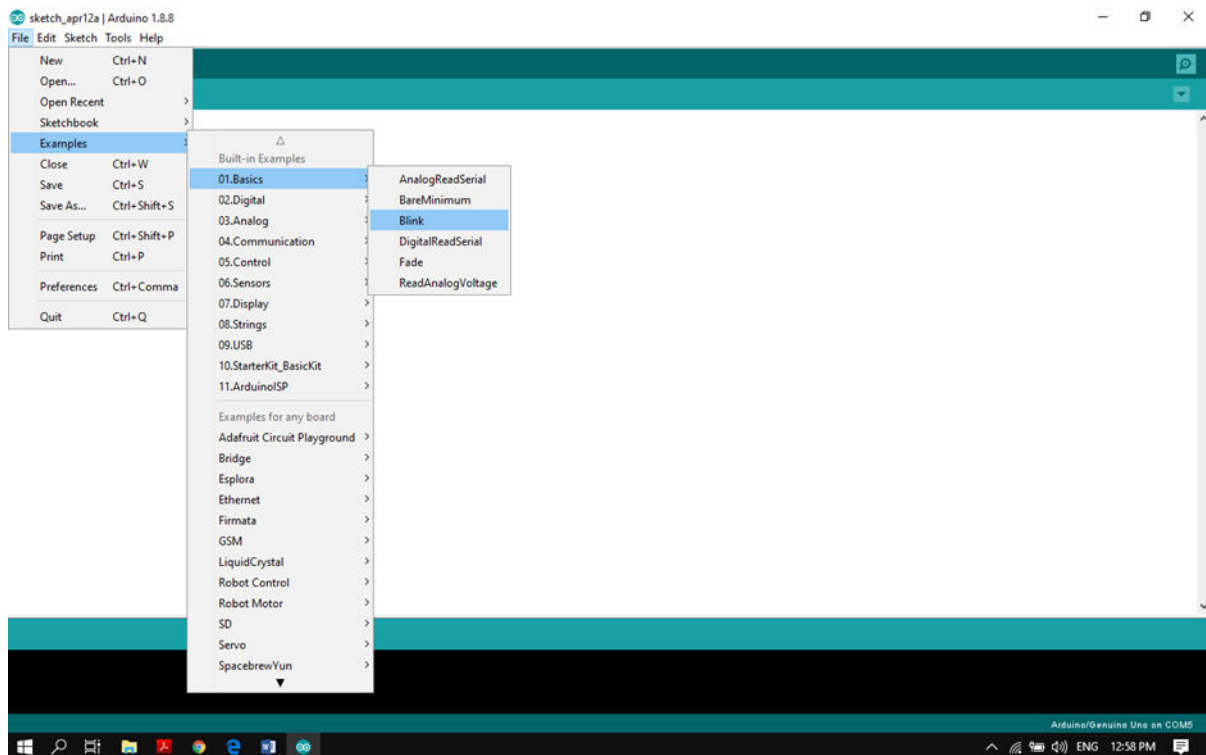 sketch_apr12a | Arduino 1.8.8
File Edit Sketch Tools Help
New Ctrl+N
Open... Ctrl+O
Open Recent
Sketchbook
Examples
Close Ctrl+W
Save Ctrl+S
Save As... Ctrl+Shift+S
Page Setup Ctrl+Shift+P
Print Ctrl+P
Preferences Ctrl+Comma
Quit Ctrl+Q
Built-in Examples
01.Basics
02.Digital
03.Analog
04.Communication
05.Control
06.Sensors
07.Display
08.Strings
09.USB
10.StarterKit_BasicKit
11.ArduinoISP
Examples for any board
Adafruit Circuit Playground
Bridge
Esplora
Ethernet
Firmata
GSM
LiquidCrystal
Robot Control
Robot Motor
SD
Servo
SpacebrewYun
AnalogReadSerial
BareMinimum
Blink
DigitalReadSerial
Fade
ReadAnalogVoltage
Arduino/Genuino Uno on COM5
ENG 12:58 PM